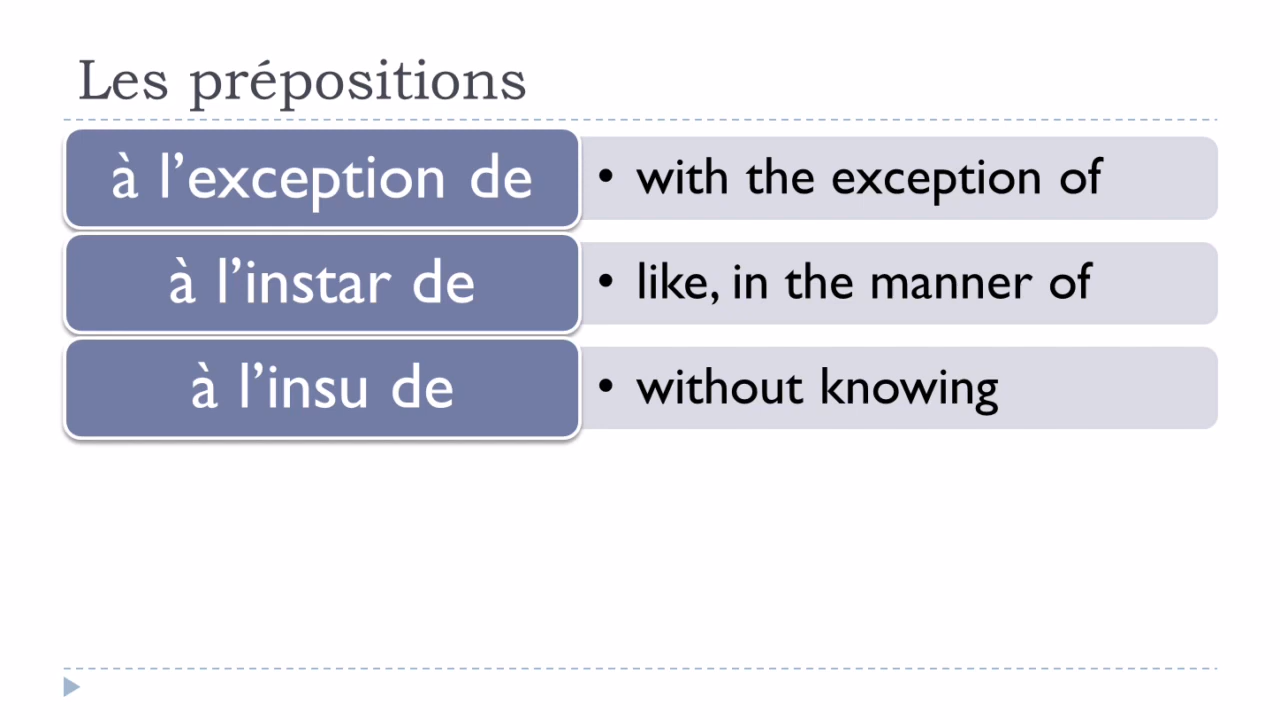 Les prépositions
à l’exception de
• with the exception of
à l’instar de
• like, in the manner of
à l’insu de
• without knowing